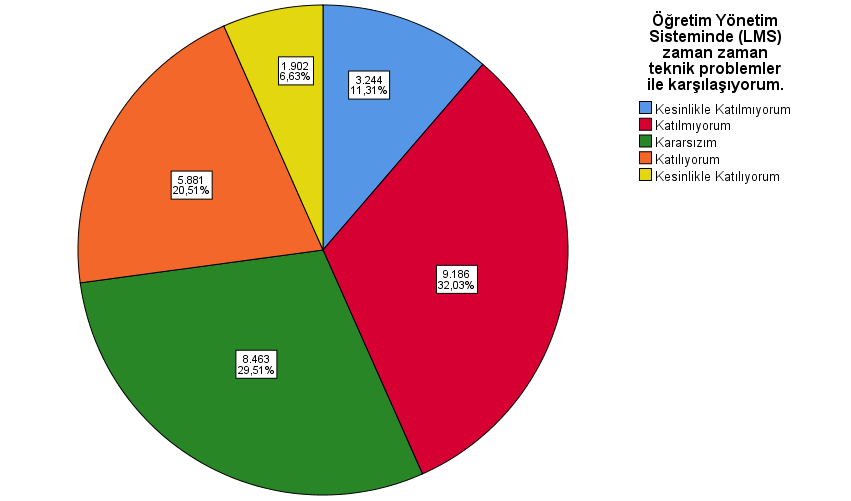 Öğretim Yönetim
Sisteminde (LMS)
zaman zaman
teknik problemler
ile karşılaşıyorum.
Kesinlikle Katılmıyorum
Katılmıyorum
Kararsızım
Katılıyorum
Kesinlikle Katılıyorum
1.902
6,63%
3.244
11,31%
5.881
20,51%
9.186
32,03%
8.463
29,51%